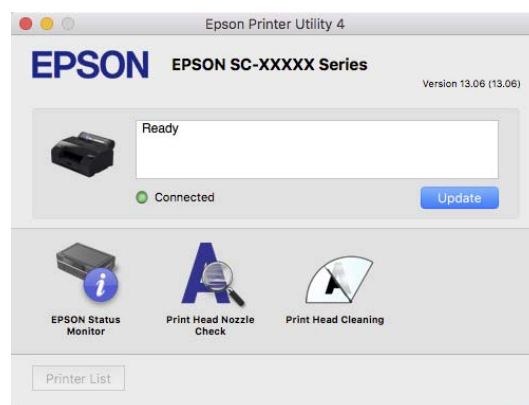 Epson Printer Utility 4
EPSON
EPSON SC-XXXXX Series
Version 13.06 (13.06)
Ready
Connected
Update
EPSON Status
Monitor
Print Head Nozzle
Check
Print Head Cleaning
Printer List